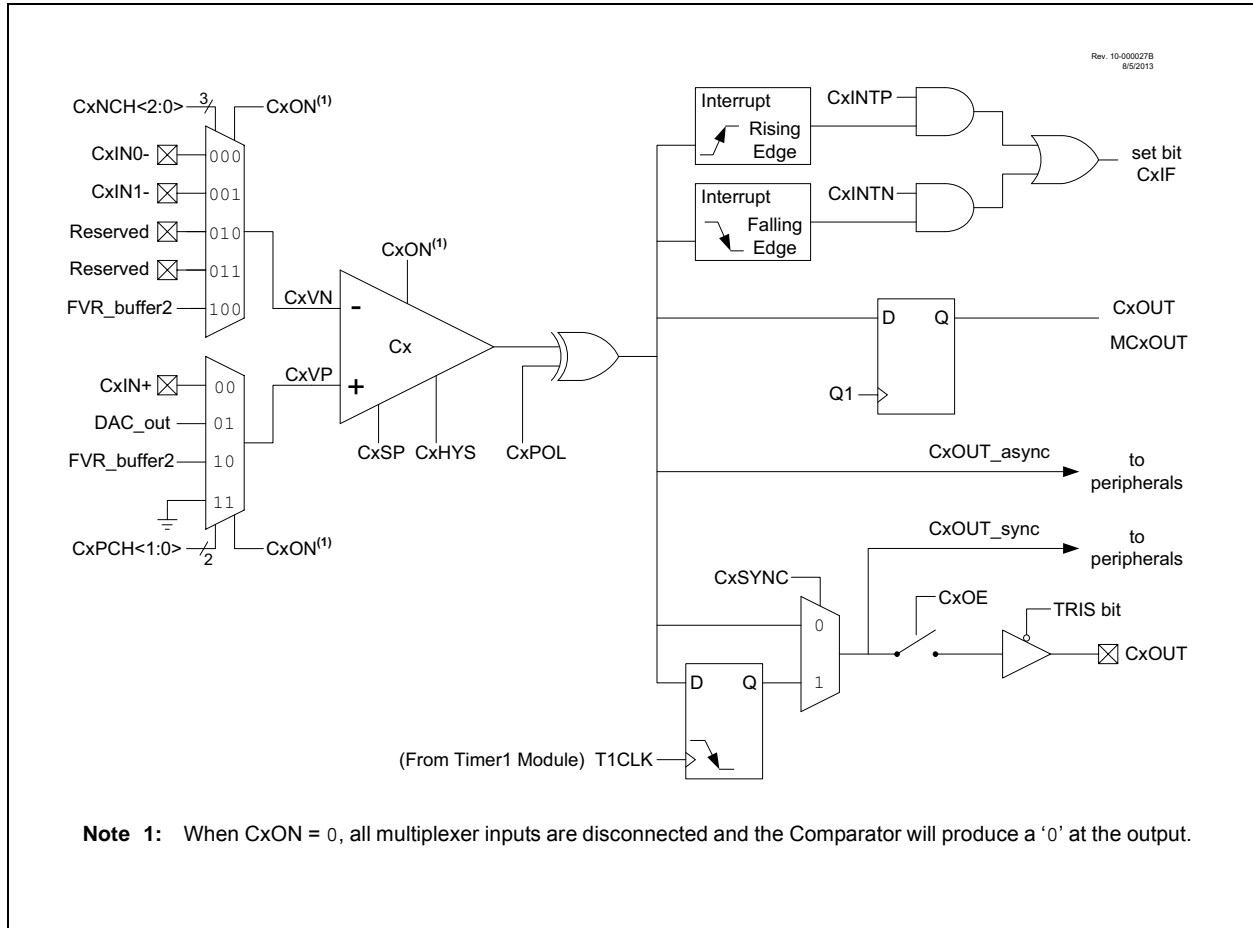 Rev. 10-000027B
8/5/2013
CxNCH<2:0>
3
CxON(1)
CxIN0-
000
CxIN1-
001
Reserved
010
Reserved
011
FVR_buffer2
100
CxIN+
00
DAC_out
01
FVR_buffer2
10
11
CxPCH<1:0>
2
CxON(1)
CxVN
CxVP
CxON(1)
-
Cx
+
CxSP
CxHYS
CxPOL
Interrupt
Rising
Edge
CxINTP
Interrupt
Falling
Edge
CxINTN
set bit
CxIF
D
Q
Q1
CxOUT
MCxOUT
CxOUT_async
to
peripherals
CxOUT_sync
to
peripherals
CxSYNC
0
1
CxOE
TRIS bit
CxOUT
D
Q
(From Timer1 Module) T1CLK
Note 1: When CxON = 0, all multiplexer inputs are disconnected and the Comparator will produce a ‘0’ at the output.